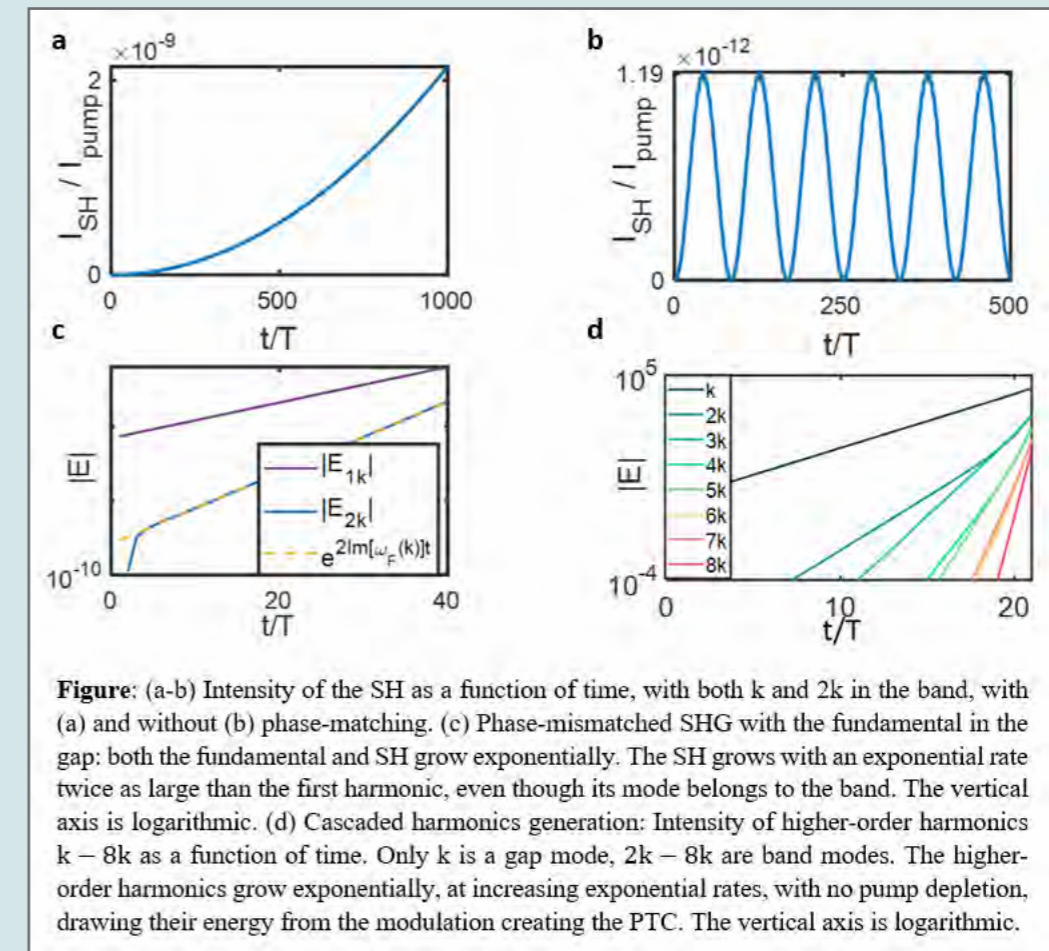 a
×10⁻⁹
2
0
I_SH / I_pump
0 500 1000
t/T
b
×10⁻¹²
1.19
0
I_SH / I_pump
0 250 500
t/T
c
|E|
10⁻¹⁰
|E_1k|
|E_2k|
e^{2Im[ω_F(k)]t}
0 20 40
t/T
d
10⁵
|E|
10⁻⁴
k
2k
3k
4k
5k
6k
7k
8k
0 10 20
t/T
Figure: (a-b) Intensity of the SH as a function of time, with both k and 2k in the band, with
(a) and without (b) phase-matching. (c) Phase-mismatched SHG with the fundamental in the
gap: both the fundamental and SH grow exponentially. The SH grows with an exponential rate
twice as large than the first harmonic, even though its mode belongs to the band. The vertical
axis is logarithmic. (d) Cascaded harmonics generation: Intensity of higher-order harmonics
k – 8k as a function of time. Only k is a gap mode, 2k – 8k are band modes. The higher-
order harmonics grow exponentially, at increasing exponential rates, with no pump depletion,
drawing their energy from the modulation creating the PTC. The vertical axis is logarithmic.